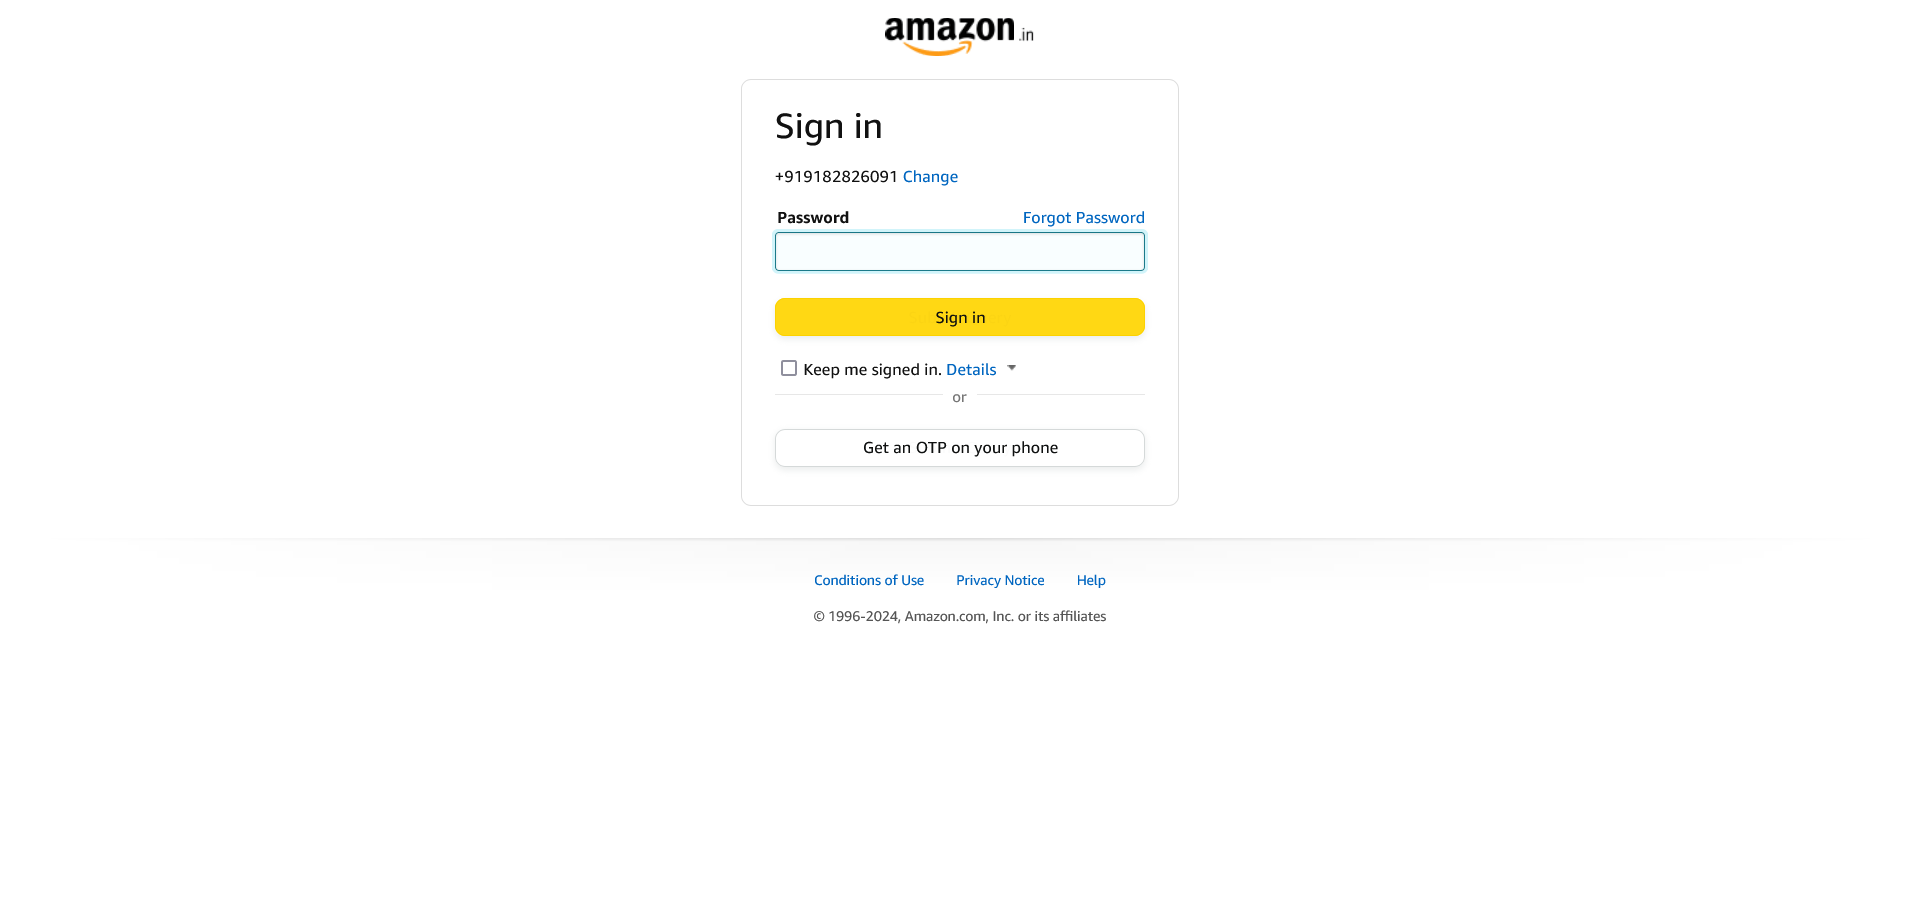 amazon.in
Sign in
+919182826091 Change
Password Forgot Password
Sign in
Keep me signed in. Details
or
Get an OTP on your phone
Conditions of Use Privacy Notice Help
© 1996-2024, Amazon.com, Inc. or its affiliates